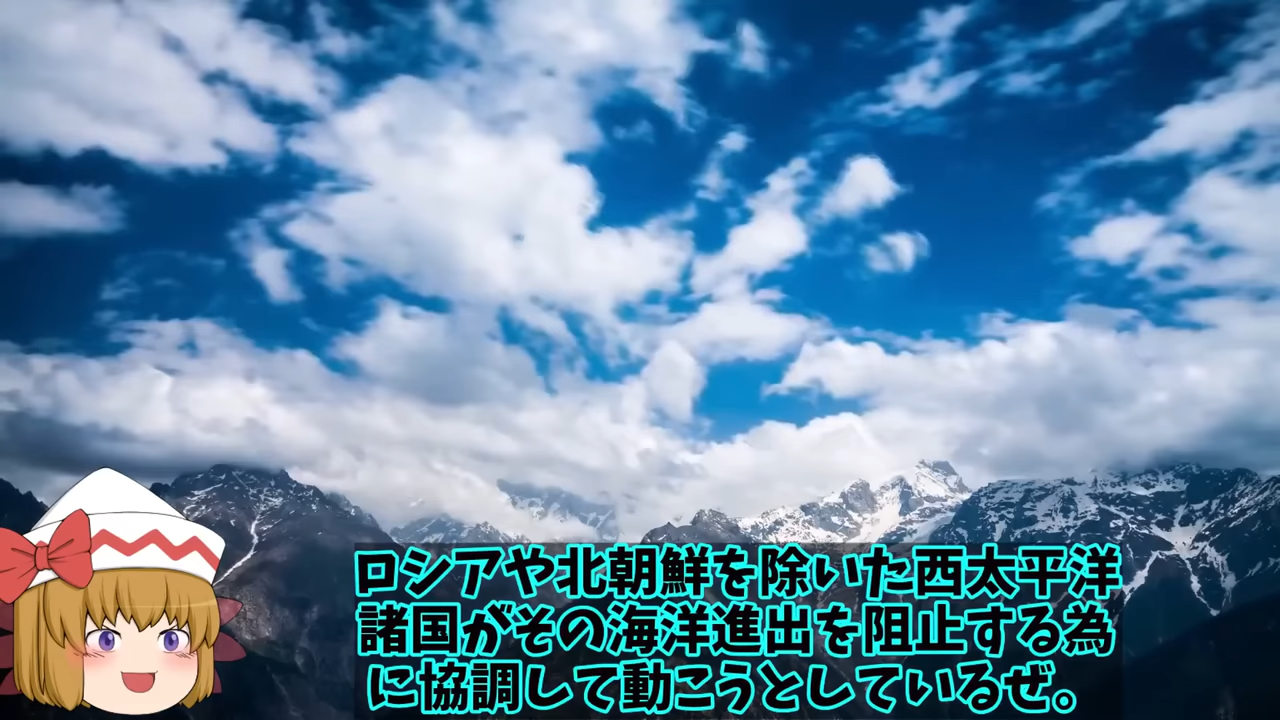 ロシアや北朝鮮を除いた西太平洋
諸国がその海洋進出を阻止する為
に協調して動こうとしているぜ。